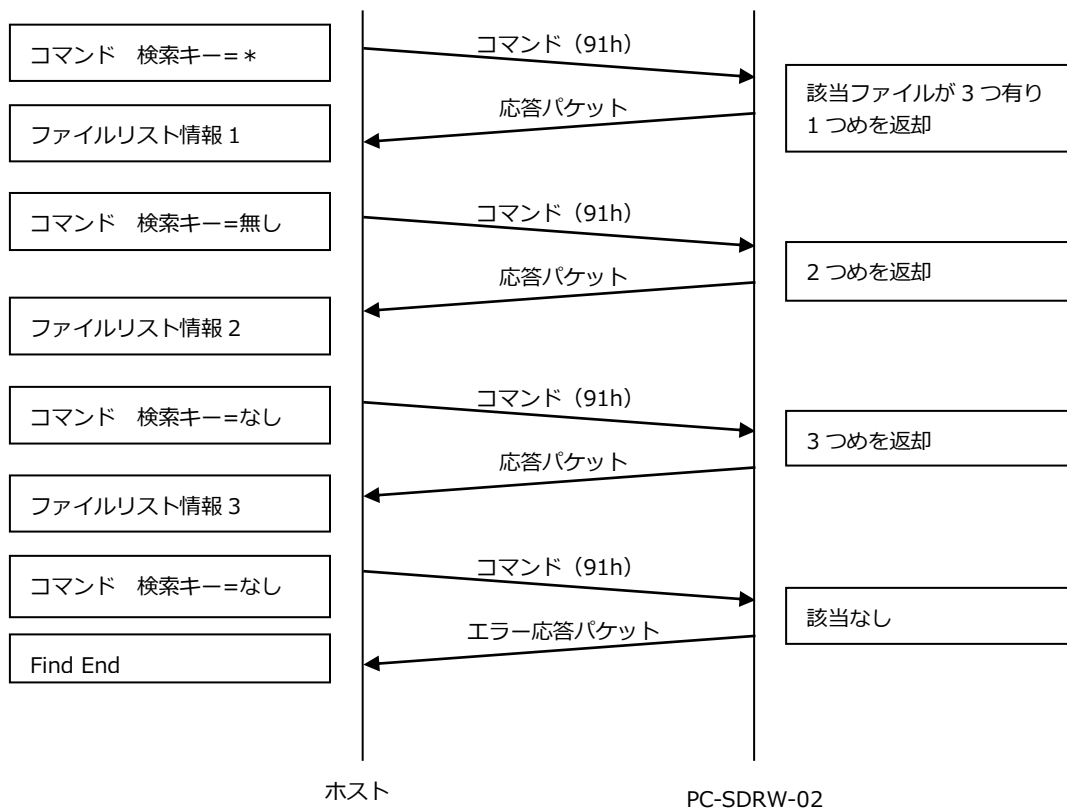 コマンド　検索キー=＊
コマンド（91h）
該当ファイルが 3 つ有り
1 つめを返却
応答パケット
ファイルリスト情報 1
コマンド　検索キー=無し
コマンド（91h）
2 つめを返却
応答パケット
ファイルリスト情報 2
コマンド　検索キー=なし
コマンド（91h）
3 つめを返却
応答パケット
ファイルリスト情報 3
コマンド　検索キー=なし
コマンド（91h）
該当なし
エラー応答パケット
Find End
ホスト
PC-SDRW-02